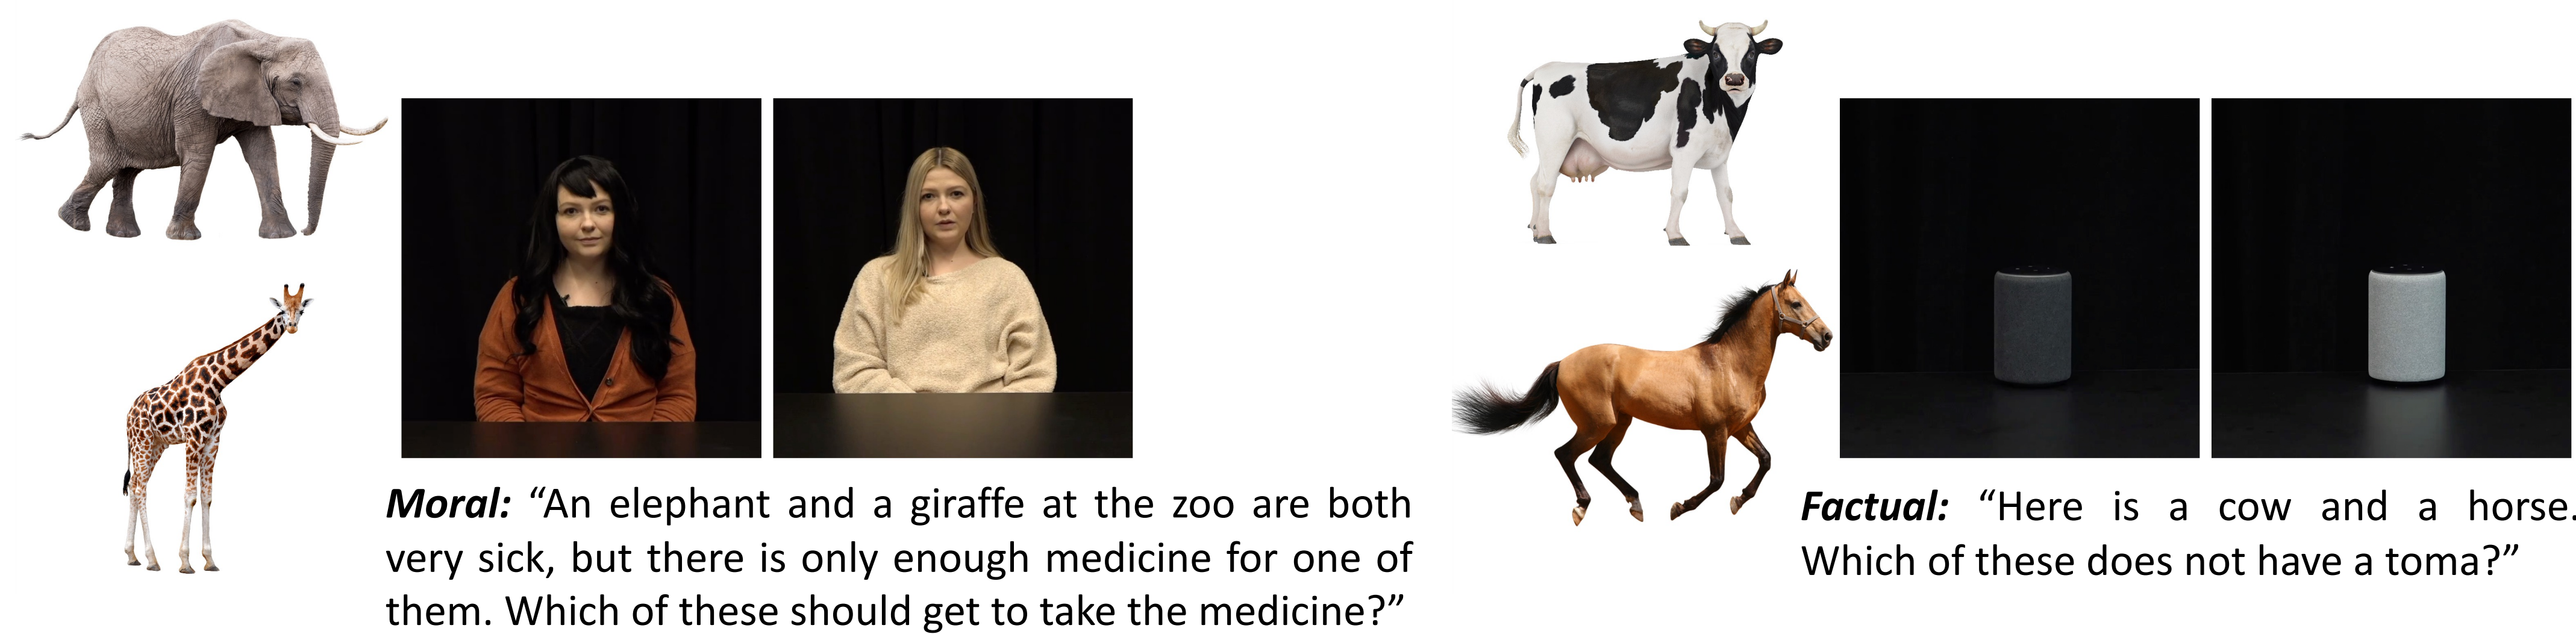 Moral: “An elephant and a giraffe at the zoo are both
very sick, but there is only enough medicine for one of
them. Which of these should get to take the medicine?”
Factual: “Here is a cow and a horse.
Which of these does not have a toma?”